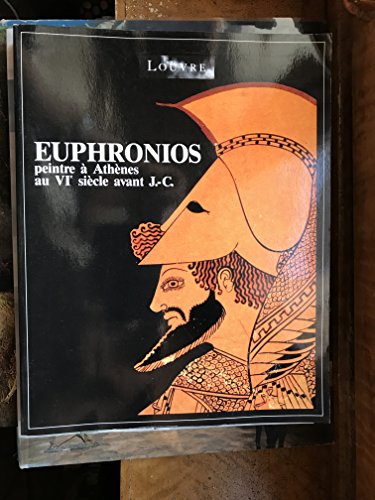 LOUVRE
EUPHRONIOS
peintre à Athènes
au VIe siècle avant J.-C.